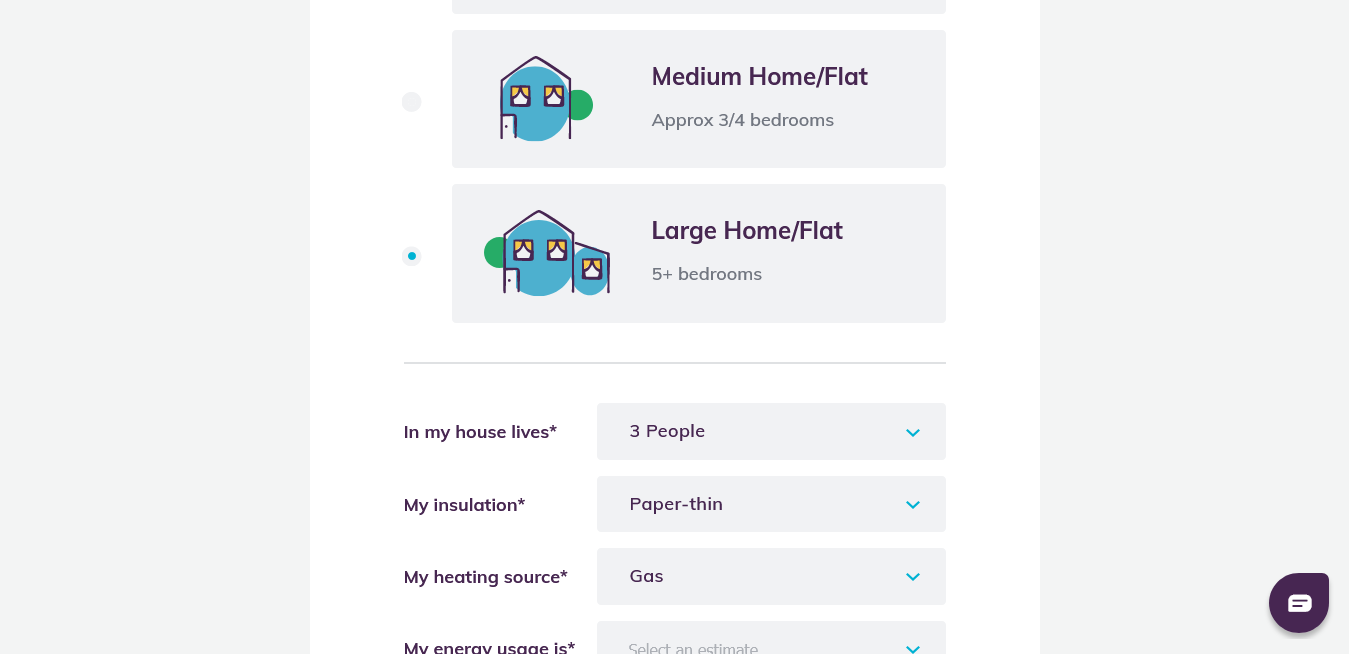 Medium Home/Flat
Approx 3/4 bedrooms
Large Home/Flat
5+ bedrooms
In my house lives*
3 People
My insulation*
Paper-thin
My heating source*
Gas
My energy usage is*
Select an estimate